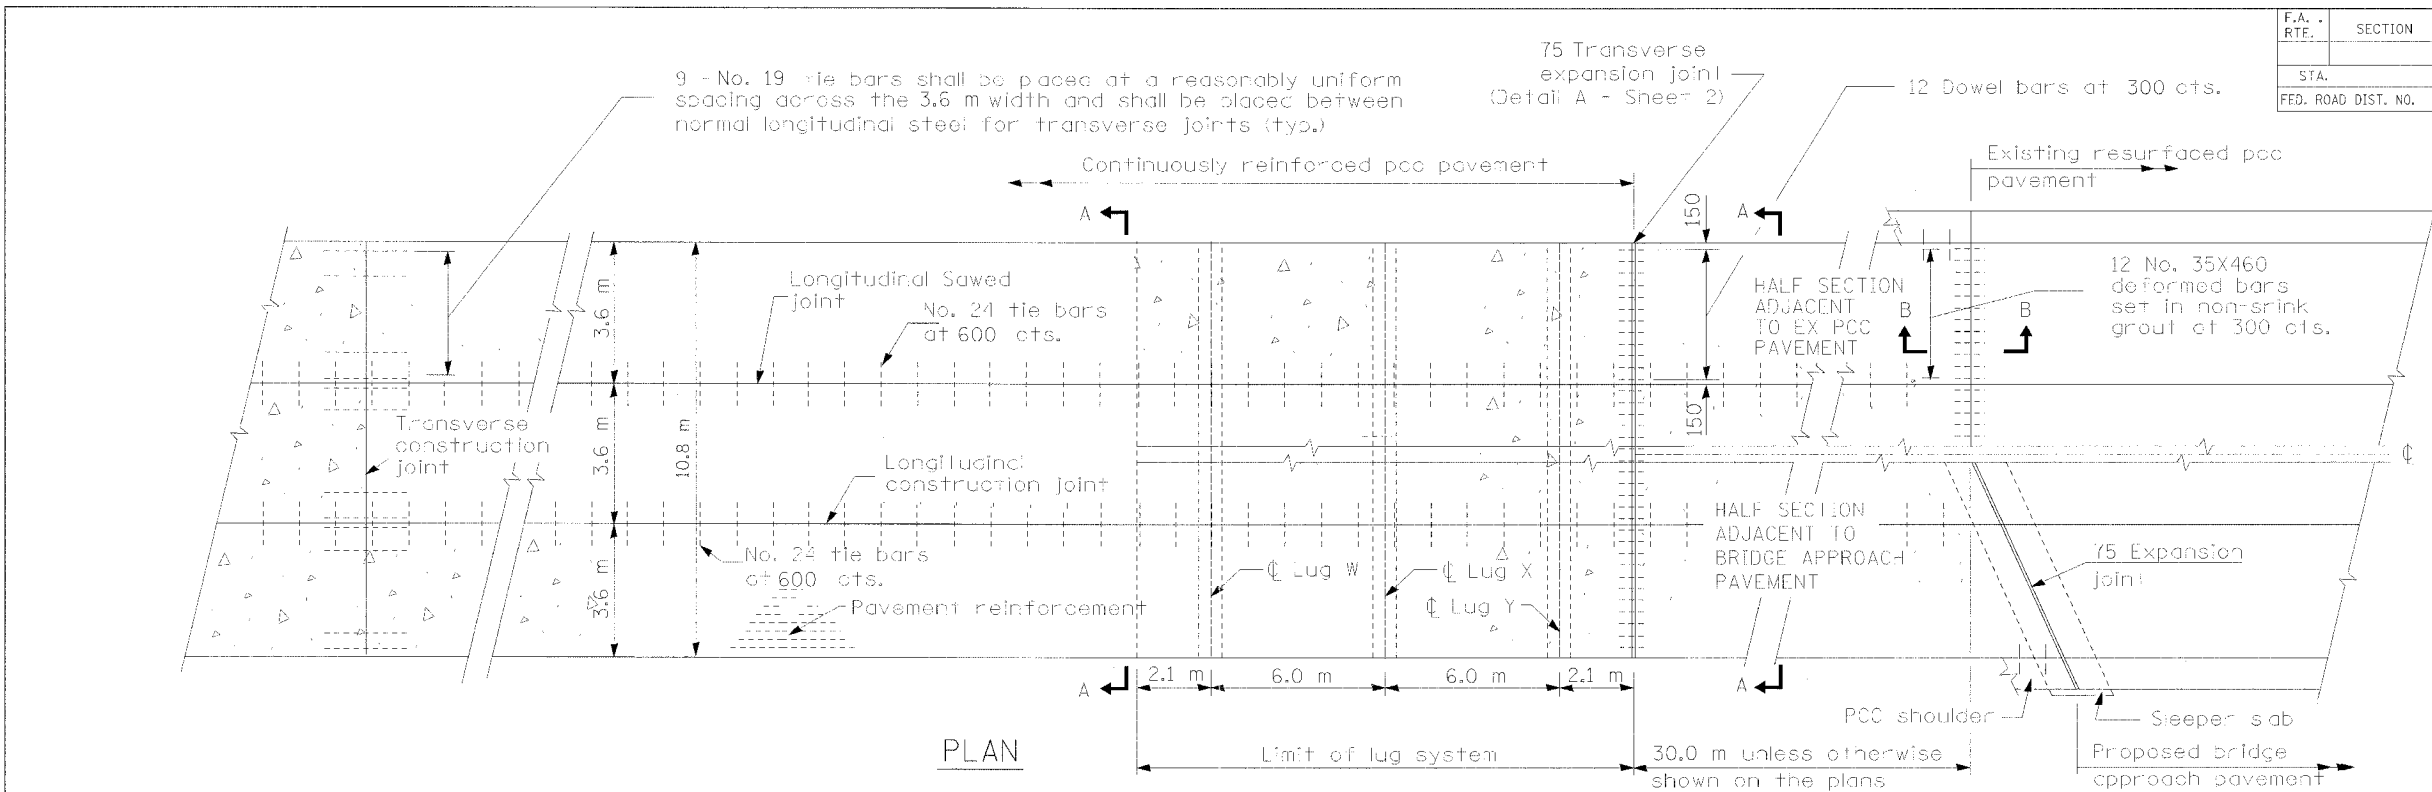 F.A. RTE.
SECTION
STA.
FED. ROAD DIST. NO.
75 Transverse
expansion joint
(Detail A - Sheet 2)
9 - No. 19 tie bars shall be placed at a reasonably uniform
spacing across the 3.6 m width and shall be placed between
normal longitudinal steel for transverse joints (typ.)
12 Dowel bars at 300 cts.
Continuously reinforced pcc pavement
Existing resurfaced pcc
pavement
A
A
150
Longitudinal Sawed
joint
No. 24 tie bars
at 600 cts.
3.6 m
HALF SECTION
ADJACENT
TO EX PCC
PAVEMENT
B
B
12 No. 35X460
deformed bars
set in non-srink
grout at 300 cts.
150
Transverse
construction
joint
3.6 m
10.8 m
Longitudinal
construction joint
℄
HALF SECTION
ADJACENT TO
BRIDGE APPROACH
PAVEMENT
No. 24 tie bars
at 600 cts.
℄ Lug W
℄ Lug X
℄ Lug Y
75 Expansion
joint
3.6 m
Pavement reinforcement
A
2.1 m
6.0 m
6.0 m
2.1 m
A
PCC shoulder
Sleeper slab
PLAN
Limit of lug system
30.0 m unless otherwise
shown on the plans
Proposed bridge
approach pavement